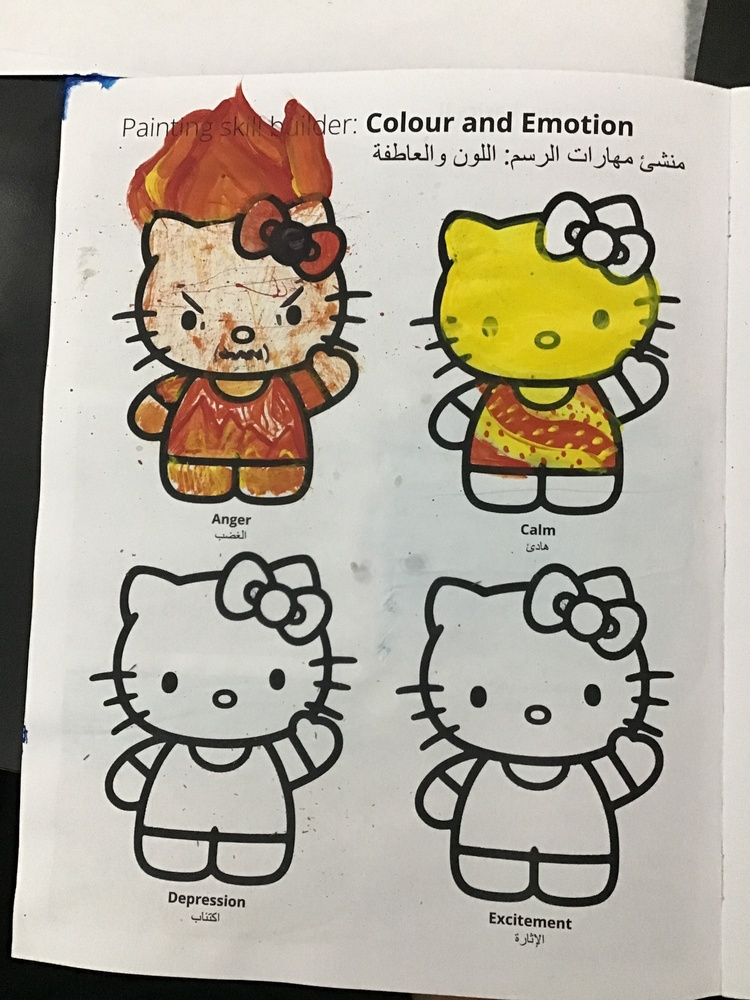 Painting skill builder: Colour and Emotion
منشئ مهارات الرسم: اللون والعاطفة
Anger
الغضب
Calm
هادئ
Depression
اكتئاب
Excitement
الإثارة